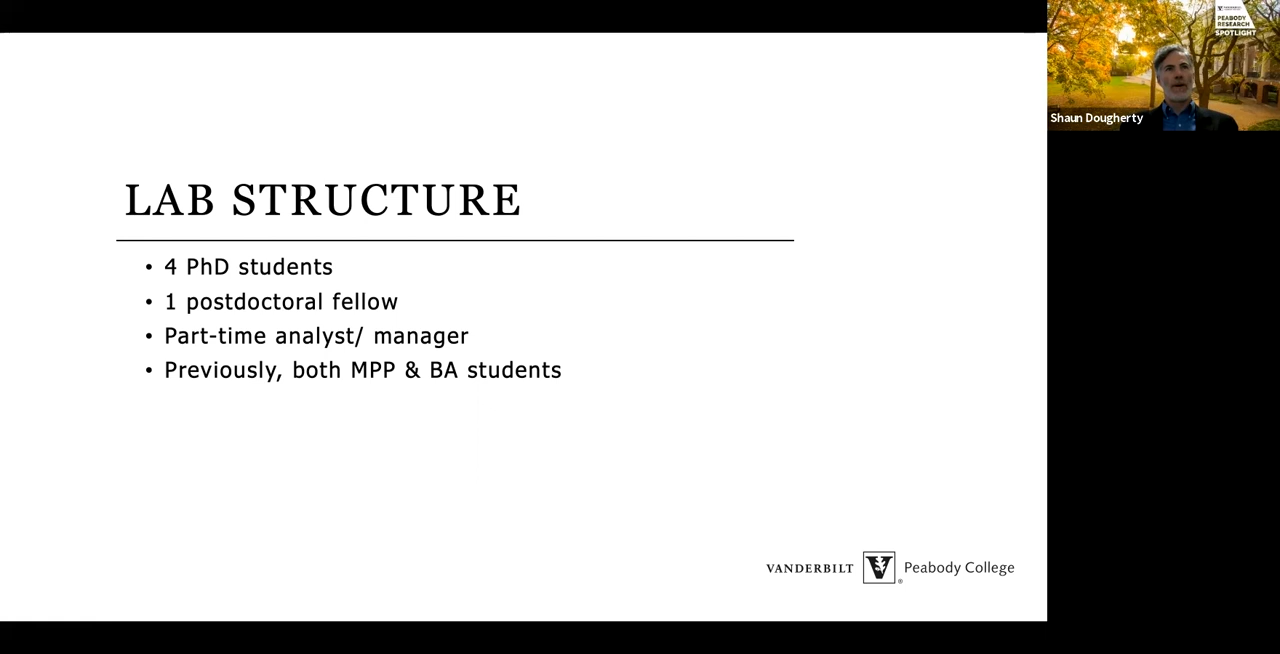 LAB STRUCTURE
• 4 PhD students
• 1 postdoctoral fellow
• Part-time analyst/ manager
• Previously, both MPP & BA students
VANDERBILT V® Peabody College
VANDERBILT
PEABODY
RESEARCH
SPOTLIGHT
Shaun Dougherty